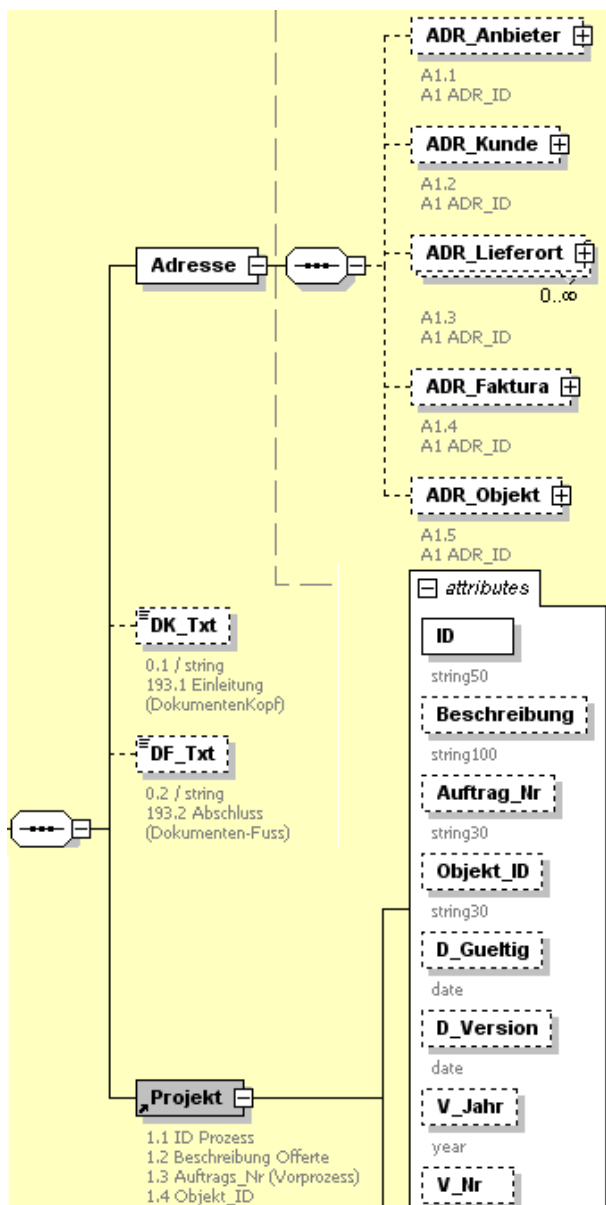 ADR_Anbieter
A1.1
A1 ADR_ID
ADR_Kunde
A1.2
A1 ADR_ID
Adresse
ADR_Lieferort
0..∞
A1.3
A1 ADR_ID
ADR_Faktura
A1.4
A1 ADR_ID
ADR_Objekt
A1.5
A1 ADR_ID
DK_Txt
0.1 / string
193.1 Einleitung
(DokumentenKopf)
DF_Txt
0.2 / string
193.2 Abschluss
(Dokumenten-Fuss)
attributes
ID
string50
Beschreibung
string100
Auftrag_Nr
string30
Objekt_ID
string30
D_Gueltig
date
D_Version
date
V_Jahr
year
V_Nr
Projekt
1.1 ID Prozess
1.2 Beschreibung Offerte
1.3 Auftrags_Nr (Vorprozess)
1.4 Objekt_ID